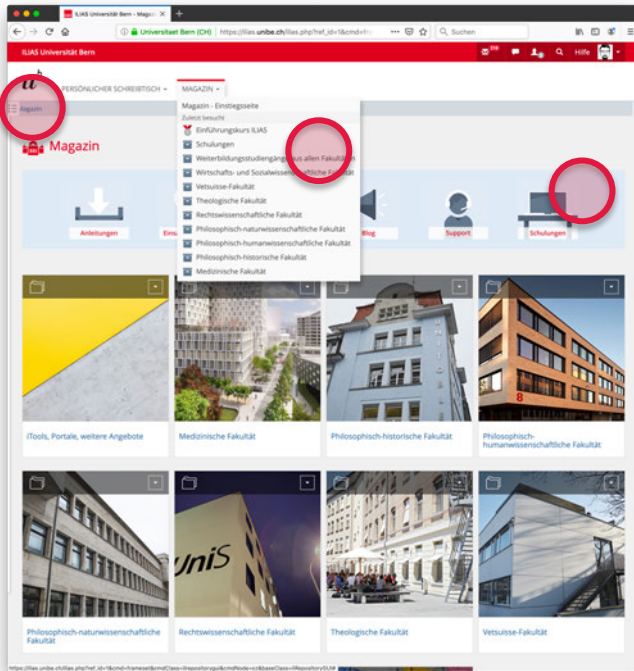 ILIAS Universität Bern - Magaz
Universitaet Bern (CH) https://ilias.unibe.ch/ilias.php?ref_id=1&cmd=fra
Suchen
ILIAS Universität Bern
Hilfe
PERSÖNLICHER SCHREIBTISCH
MAGAZIN
Magazin
Magazin - Einstiegsseite
Zuletzt besucht
Einführungskurs ILIAS
Schulungen
Weiterbildungsstudiengänge aus allen Fakultäten
Wirtschafts- und Sozialwissenschaftliche Fakultät
Vetsuisse-Fakultät
Theologische Fakultät
Rechtswissenschaftliche Fakultät
Philosophisch-naturwissenschaftliche Fakultät
Philosophisch-humanwissenschaftliche Fakultät
Philosophisch-historische Fakultät
Medizinische Fakultät
Magazin
Anleitungen
Blog
Support
Schulungen
8
iTools, Portale, weitere Angebote
Medizinische Fakultät
Philosophisch-historische Fakultät
Philosophisch-
humanwissenschaftliche Fakultät
UniS
Philosophisch-naturwissenschaftliche
Fakultät
Rechtswissenschaftliche Fakultät
Theologische Fakultät
Vetsuisse-Fakultät